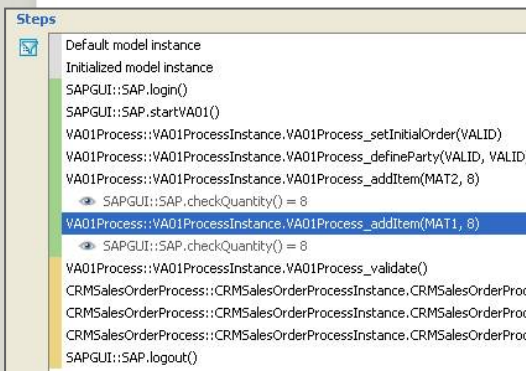 Steps
Default model instance
Initialized model instance
SAPGUI::SAP.login()
SAPGUI::SAP.startVA01()
VA01Process::VA01ProcessInstance.VA01Process_setInitialOrder(VALID)
VA01Process::VA01ProcessInstance.VA01Process_defineParty(VALID, VALID
VA01Process::VA01ProcessInstance.VA01Process_addItem(MAT2, 8)
SAPGUI::SAP.checkQuantity() = 8
VA01Process::VA01ProcessInstance.VA01Process_addItem(MAT1, 8)
SAPGUI::SAP.checkQuantity() = 8
VA01Process::VA01ProcessInstance.VA01Process_validate()
CRMSalesOrderProcess::CRMSalesOrderProcessInstance.CRMSalesOrderProc
CRMSalesOrderProcess::CRMSalesOrderProcessInstance.CRMSalesOrderProc
CRMSalesOrderProcess::CRMSalesOrderProcessInstance.CRMSalesOrderProc
SAPGUI::SAP.logout()